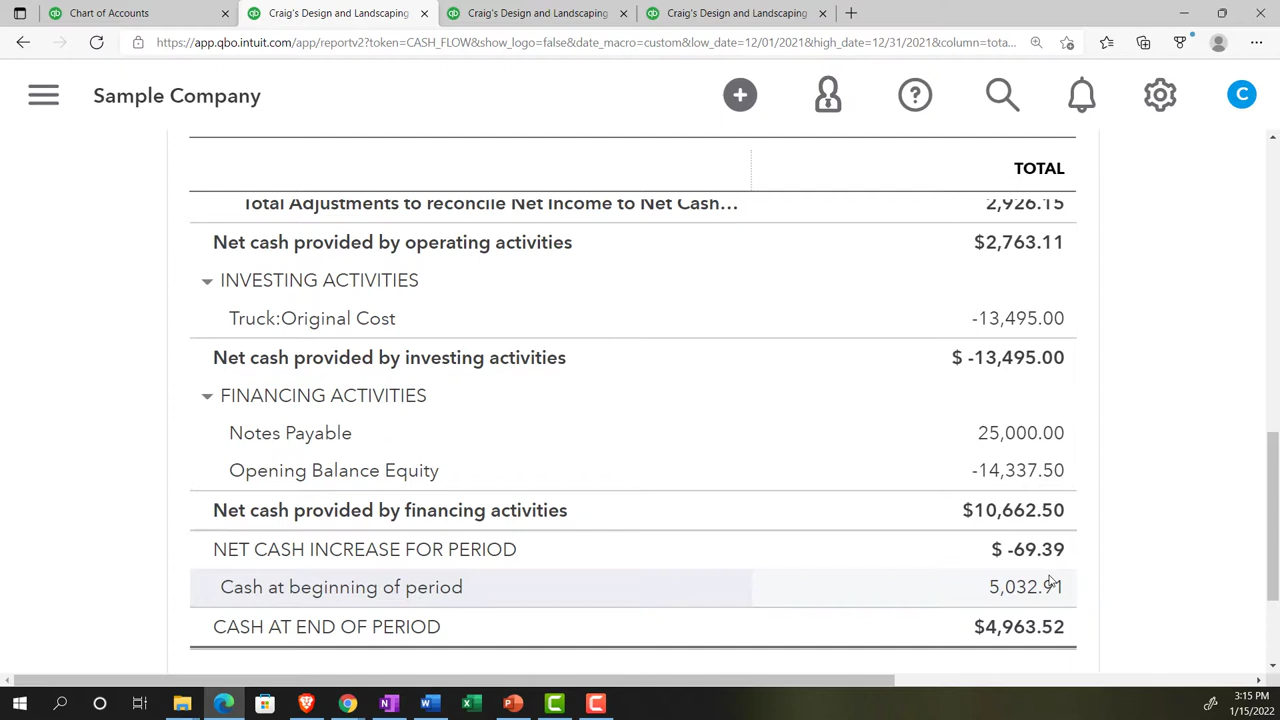 Chart of Accounts
Craig's Design and Landscaping
Craig's Design and Landscaping
Craig's Design and Landscaping
https://app.qbo.intuit.com/app/reportv2?token=CASH_FLOW&show_logo=false&date_macro=custom&low_date=12/01/2021&high_date=12/31/2021&column=tota...
Sample Company
C
TOTAL
Total Adjustments to reconcile Net Income to Net Cash... 2,926.15
Net cash provided by operating activities $2,763.11
INVESTING ACTIVITIES
Truck:Original Cost -13,495.00
Net cash provided by investing activities $ -13,495.00
FINANCING ACTIVITIES
Notes Payable 25,000.00
Opening Balance Equity -14,337.50
Net cash provided by financing activities $10,662.50
NET CASH INCREASE FOR PERIOD $ -69.39
Cash at beginning of period 5,032.91
CASH AT END OF PERIOD $4,963.52
3:15 PM
1/15/2022